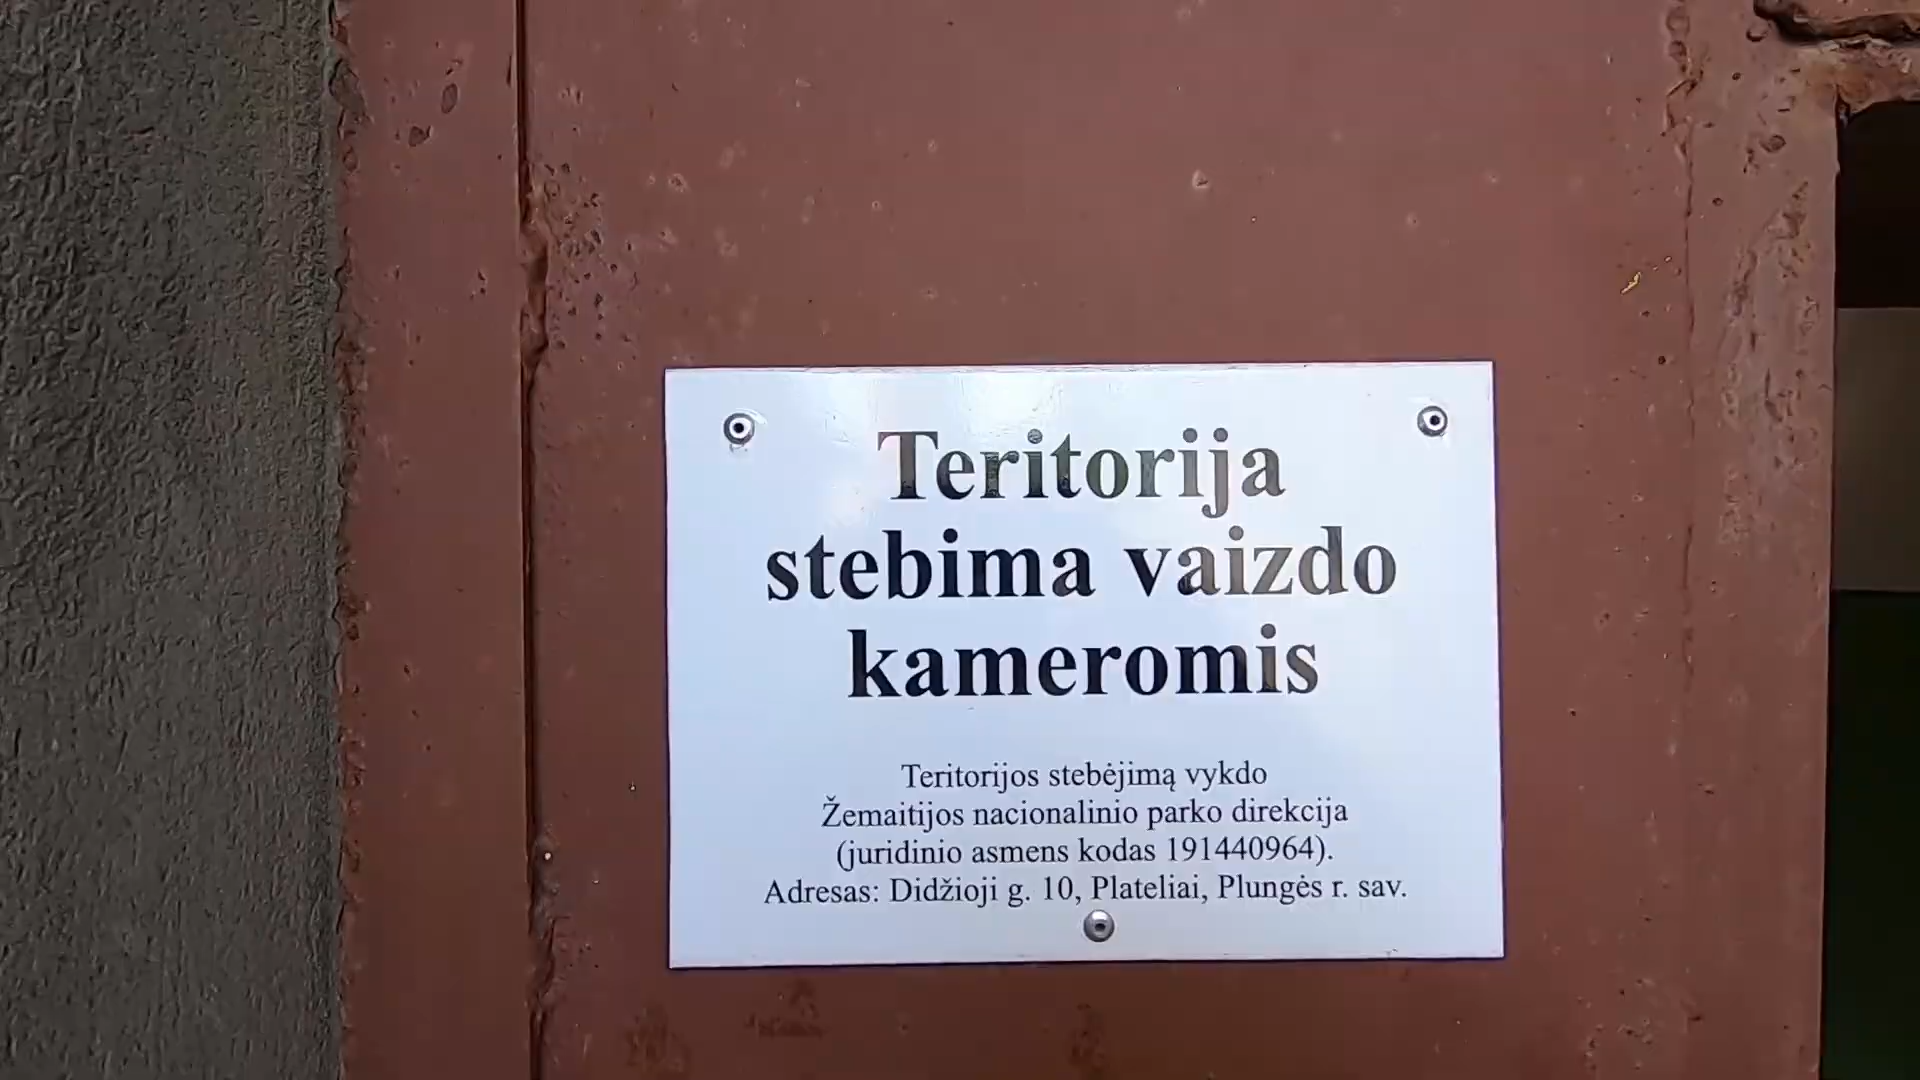 Teritorija
stebima vaizdo
kameromis
Teritorijos stebėjimą vykdo
Žemaitijos nacionalinio parko direkcija
(juridinio asmens kodas 191440964).
Adresas: Didžioji g. 10, Plateliai, Plungės r. sav.